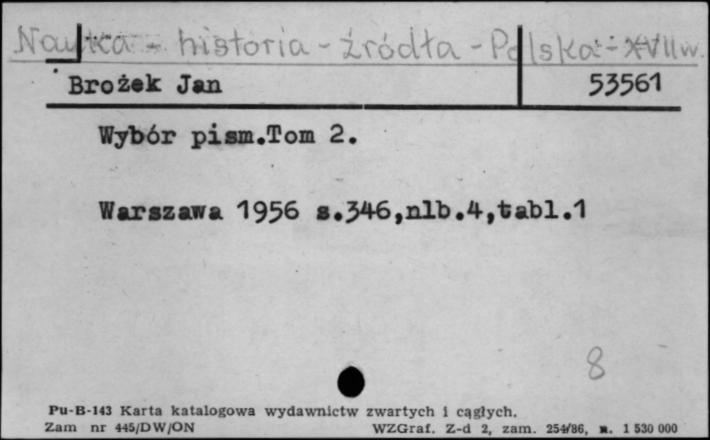 Nauka - historia - źródła - Polska - XVII w.
Brożek Jan 53561
Wybór pism.Tom 2.
Warszawa 1956 s.346,nlb.4,tabl.1
8
Pu-B-143 Karta katalogowa wydawnictw zwartych i ciągłych.
Zam nr 445/DW/ON WZGraf. Z-d 2, zam. 254/86, n. 1 530 000